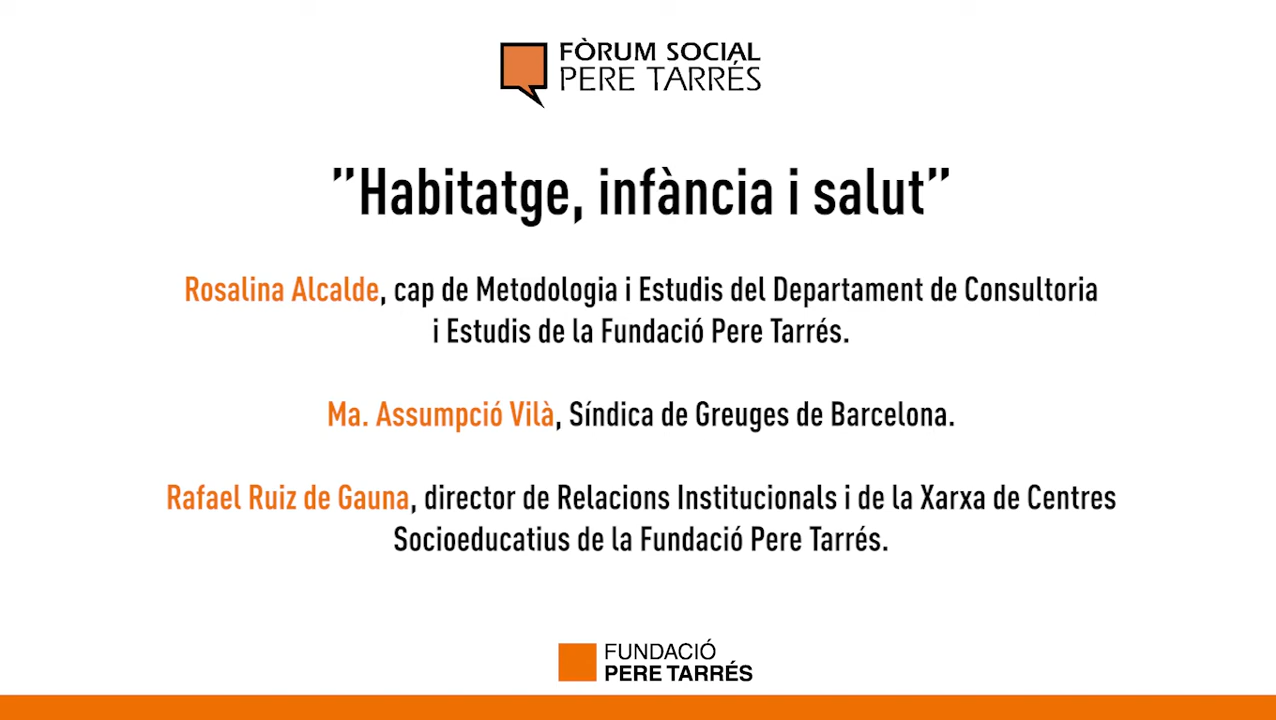 FÒRUM SOCIAL
PERE TARRÉS
”Habitatge, infància i salut”
Rosalina Alcalde, cap de Metodologia i Estudis del Departament de Consultoria
i Estudis de la Fundació Pere Tarrés.
Ma. Assumpció Vilà, Síndica de Greuges de Barcelona.
Rafael Ruiz de Gauna, director de Relacions Institucionals i de la Xarxa de Centres
Socioeducatius de la Fundació Pere Tarrés.
FUNDACIÓ
PERE TARRÉS